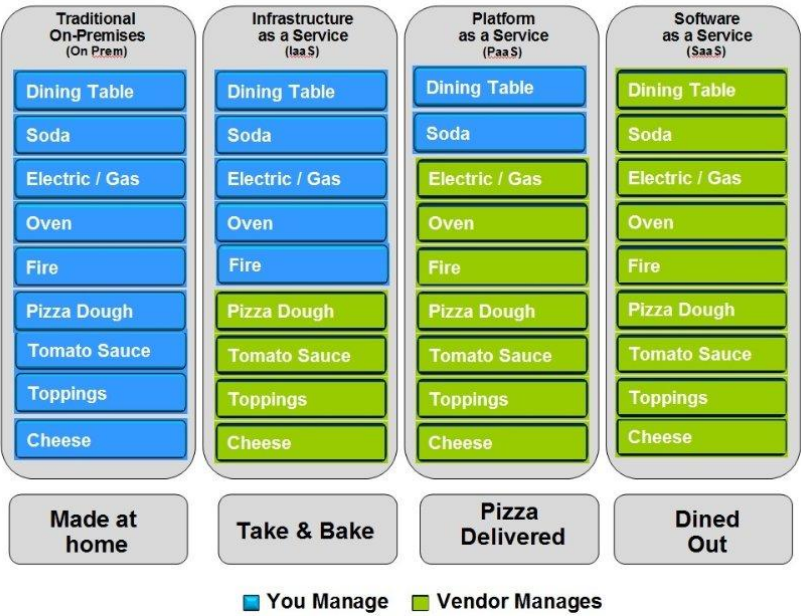 Traditional
On-Premises
(On Prem)
Dining Table
Soda
Electric / Gas
Oven
Fire
Pizza Dough
Tomato Sauce
Toppings
Cheese
Made at
home
Infrastructure
as a Service
(IaaS)
Dining Table
Soda
Electric / Gas
Oven
Fire
Pizza Dough
Tomato Sauce
Toppings
Cheese
Take & Bake
Platform
as a Service
(PaaS)
Dining Table
Soda
Electric / Gas
Oven
Fire
Pizza Dough
Tomato Sauce
Toppings
Cheese
Pizza
Delivered
Software
as a Service
(SaaS)
Dining Table
Soda
Electric / Gas
Oven
Fire
Pizza Dough
Tomato Sauce
Toppings
Cheese
Dined
Out
You Manage
Vendor Manages